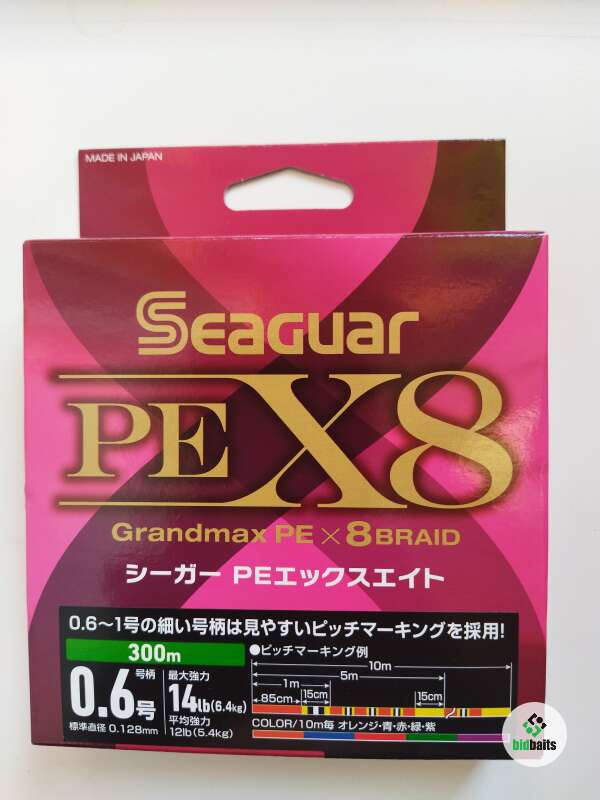 MADE IN JAPAN
SEAGUAR
PEX8
Grandmax PE×8BRAID
シーガー PEエックスエイト
0.6〜1号の細い号柄は見やすいピッチマーキングを採用!
300m
号柄
0.6号
標準直径 0.128mm
最大強力
14lb(6.4kg)
平均強力
12lb(5.4kg)
●ピッチマーキング例
10m
5m
1m
85cm
15cm
15cm
COLOR/10m毎 オレンジ・青・赤・緑・紫
bidbaits